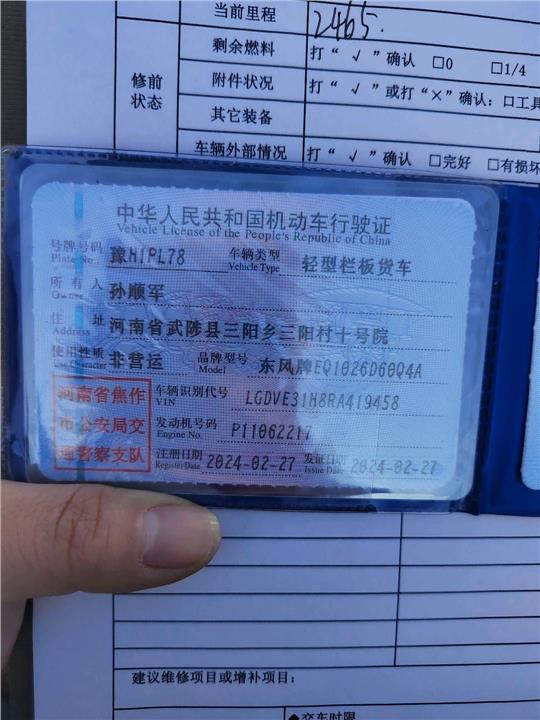 当前里程 2465.
剩余燃料 打“√”确认 □0 □1/4
修前状态
附件状况 打“√”或打“×”确认：口工具
其它装备
车辆外部情况 打“√”确认 □完好 □有损坏
中华人民共和国机动车行驶证
Vehicle License of the People's Republic of China
号牌号码 豫H1PL78 车辆类型 轻型栏板货车
Plate No. Vehicle Type
所有人 孙顺军
Owner
住址 河南省武陟县三阳乡三阳村十号院
Address
使用性质 非营运 品牌型号 东风牌EQ1026D60Q4A
Use Character Model
河南省焦作
市公安局交
通警察支队
车辆识别代号 LGDVE31H8RA419458
VIN
发动机号码 P11062217
Engine No.
注册日期 2024-02-27 发证日期 2024-02-27
Register Date Issue Date
建议维修项目或增补项目：
◆交车时限